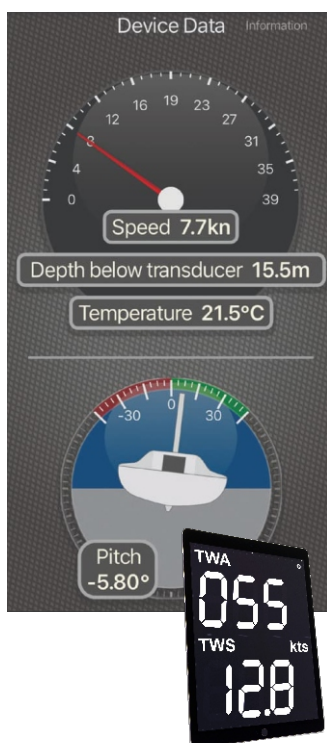 Device Data Information
16 19 23
12 27
8 31
4 35
0 39
Speed 7.7kn
Depth below transducer 15.5m
Temperature 21.5°C
0
-30 30
Pitch
-5.80°
TWA
055
TWS kts
12.8